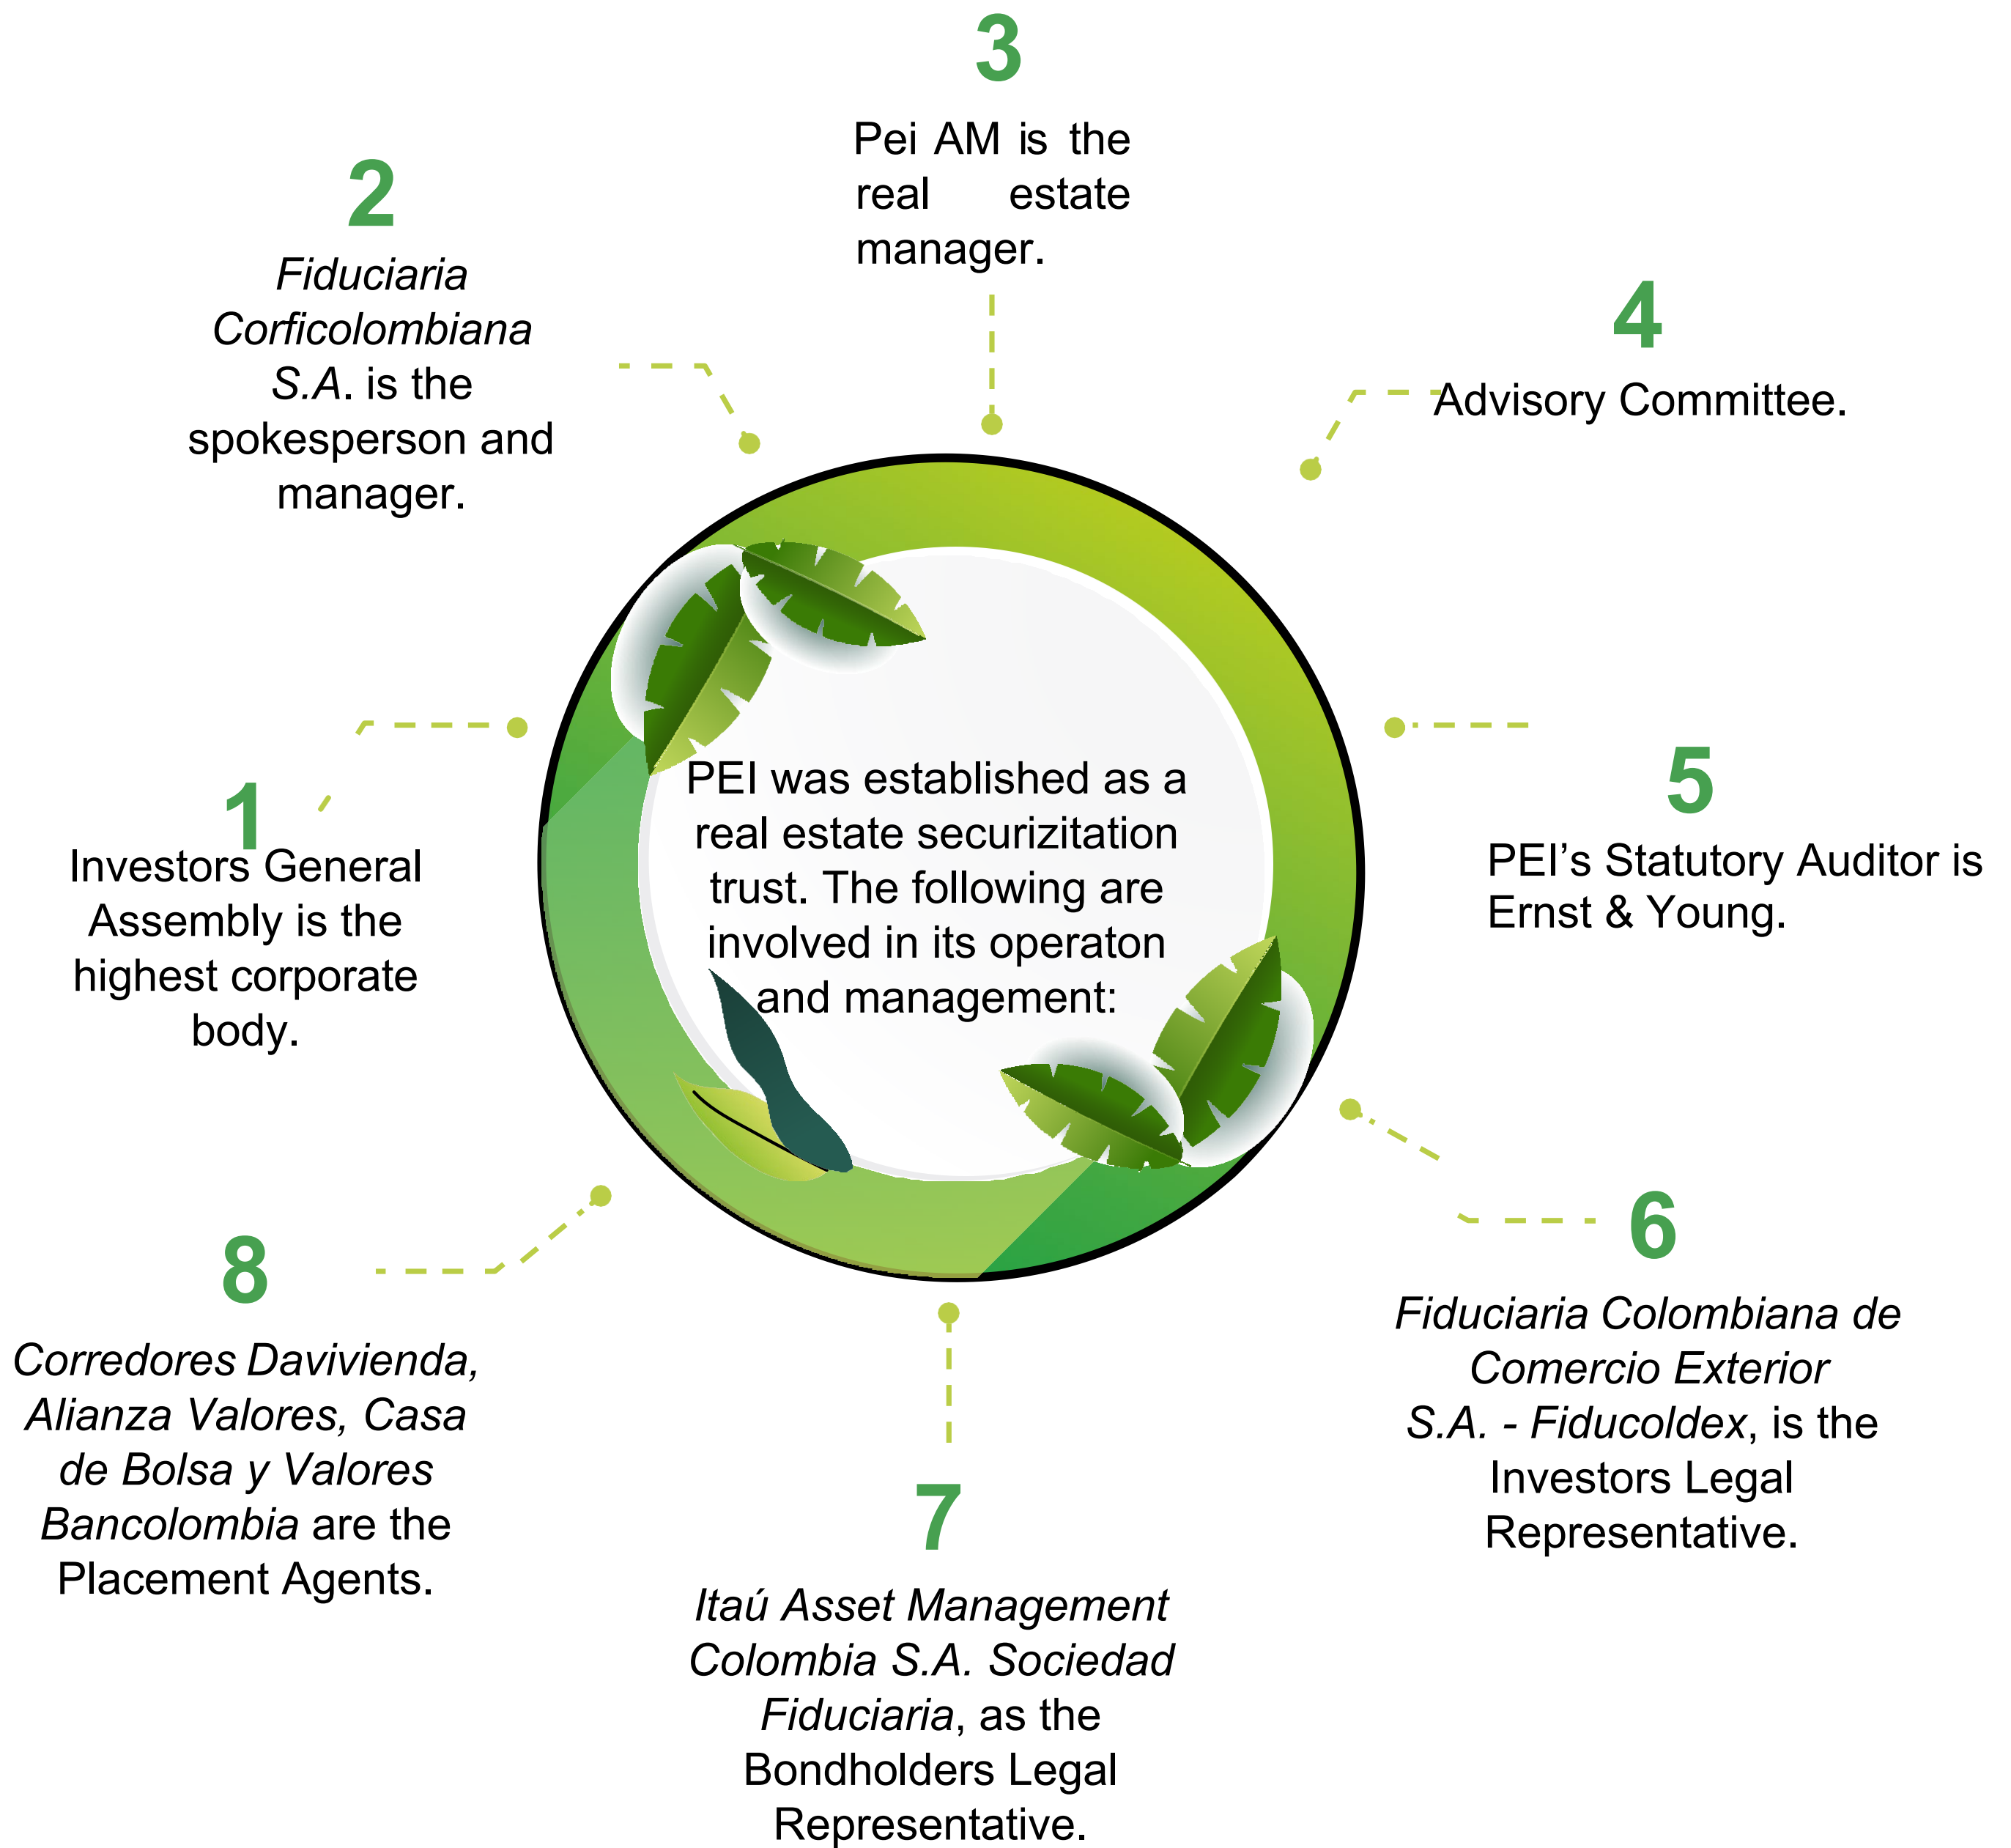 PEI was established as a
real estate securizitation
trust. The following are
involved in its operaton
and management:
1
Investors General
Assembly is the
highest corporate
body.
2
Fiduciaria
Corficolombiana
S.A. is the
spokesperson and
manager.
3
Pei AM is the
real estate
manager.
4
Advisory Committee.
5
PEI’s Statutory Auditor is
Ernst & Young.
6
Fiduciaria Colombiana de
Comercio Exterior
S.A. - Fiducoldex, is the
Investors Legal
Representative.
7
Itaú Asset Management
Colombia S.A. Sociedad
Fiduciaria, as the
Bondholders Legal
Representative.
8
Corredores Davivienda,
Alianza Valores, Casa
de Bolsa y Valores
Bancolombia are the
Placement Agents.